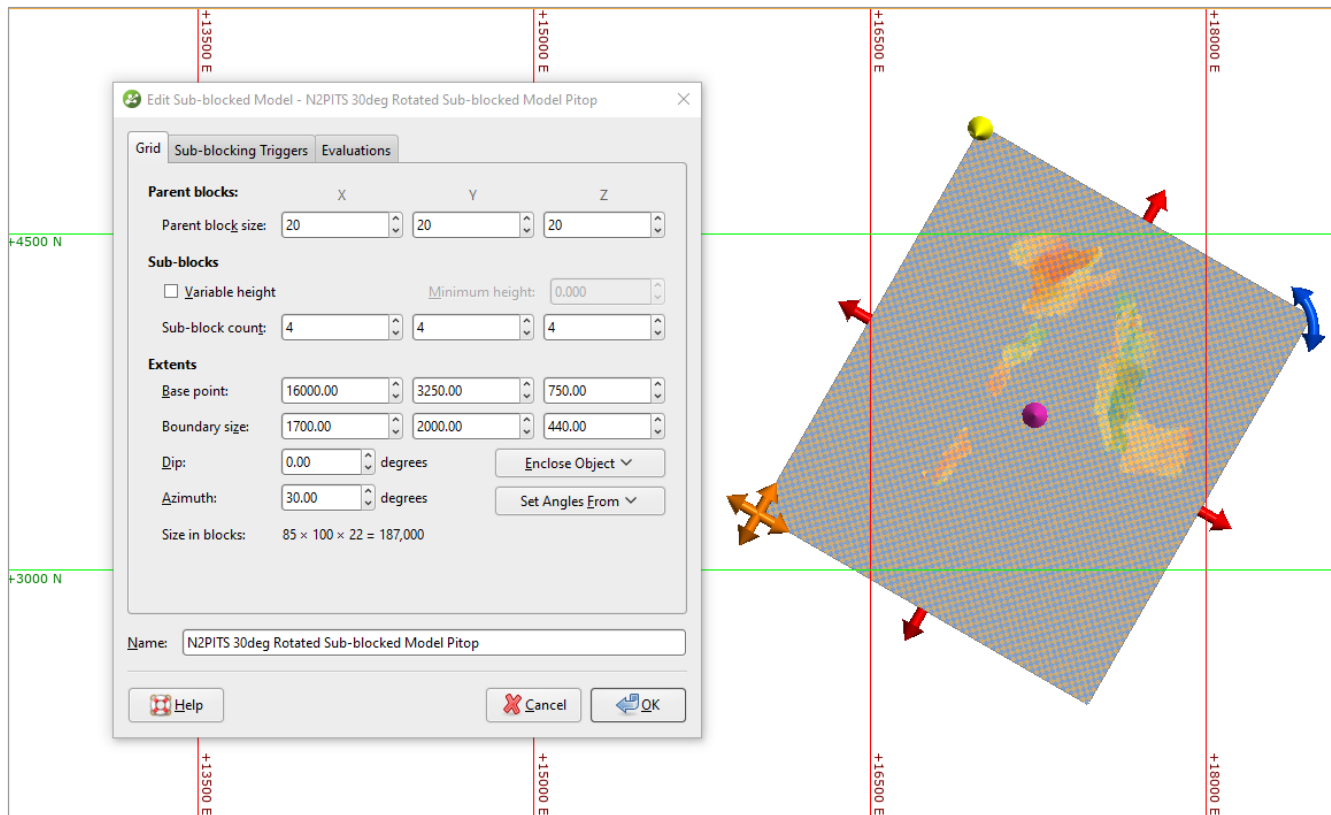 +13500 E
+15000 E
+16500 E
+18000 E
Edit Sub-blocked Model - N2PITS 30deg Rotated Sub-blocked Model Pitop
Grid Sub-blocking Triggers Evaluations
Parent blocks: X Y Z
Parent block size: 20 20 20
+4500 N
Sub-blocks
Variable height Minimum height: 0.000
Sub-block count: 4 4 4
Extents
Base point: 16000.00 3250.00 750.00
Boundary size: 1700.00 2000.00 440.00
Dip: 0.00 degrees Enclose Object
Azimuth: 30.00 degrees Set Angles From
Size in blocks: 85 × 100 × 22 = 187,000
+3000 N
Name: N2PITS 30deg Rotated Sub-blocked Model Pitop
Help Cancel OK
+13500 E
+15000 E
+16500 E
+18000 E